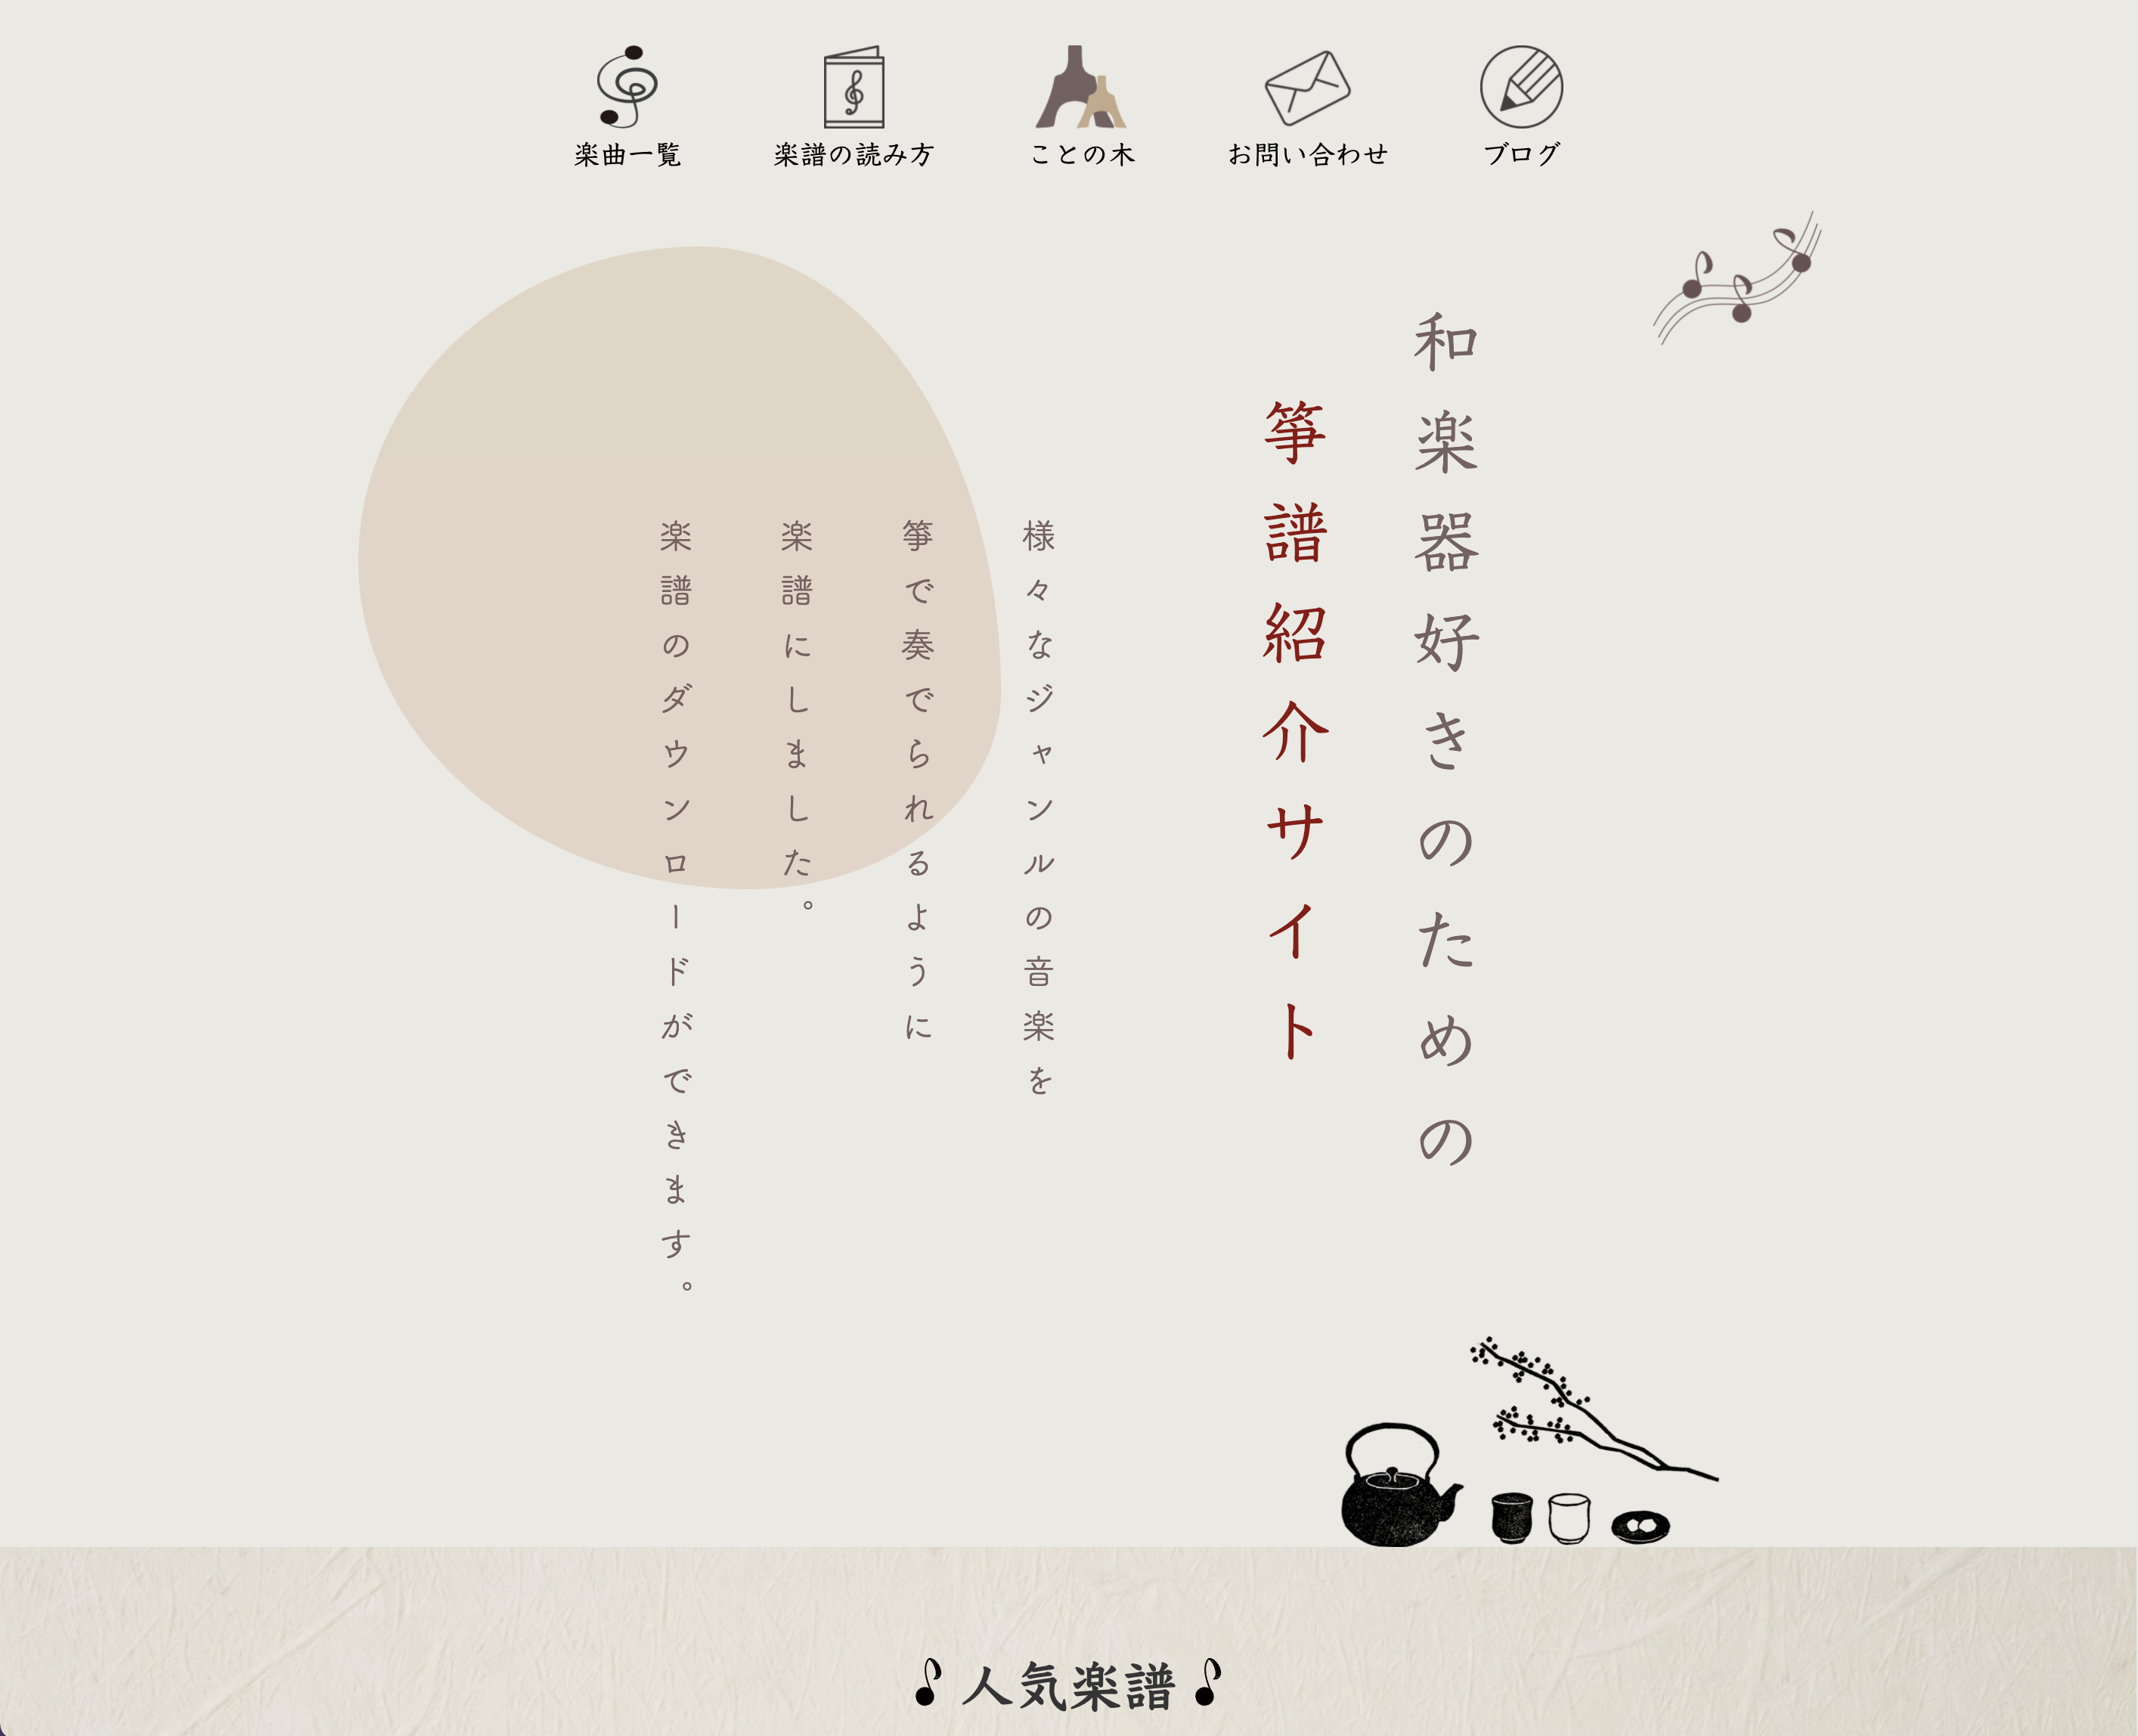 楽曲一覧
楽譜の読み方
ことの木
お問い合わせ
ブログ
和楽器好きのための
箏譜紹介サイト
様々なジャンルの音楽を
箏で奏でられるように
楽譜にしました。
楽譜のダウンロードができます。
人気楽譜